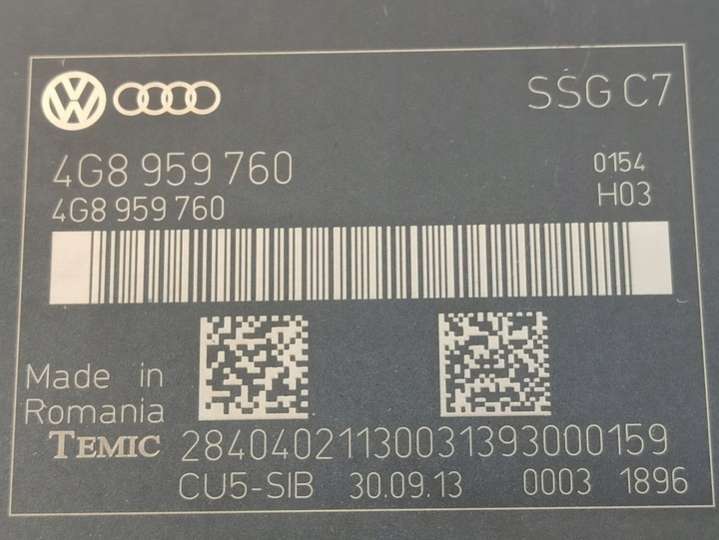 SSG C7
4G8 959 760 0154
4G8 959 760 H03
Made in
Romania
TEMIC 28404021130031393000159
CU5-SIB 30.09.13 0003 1896